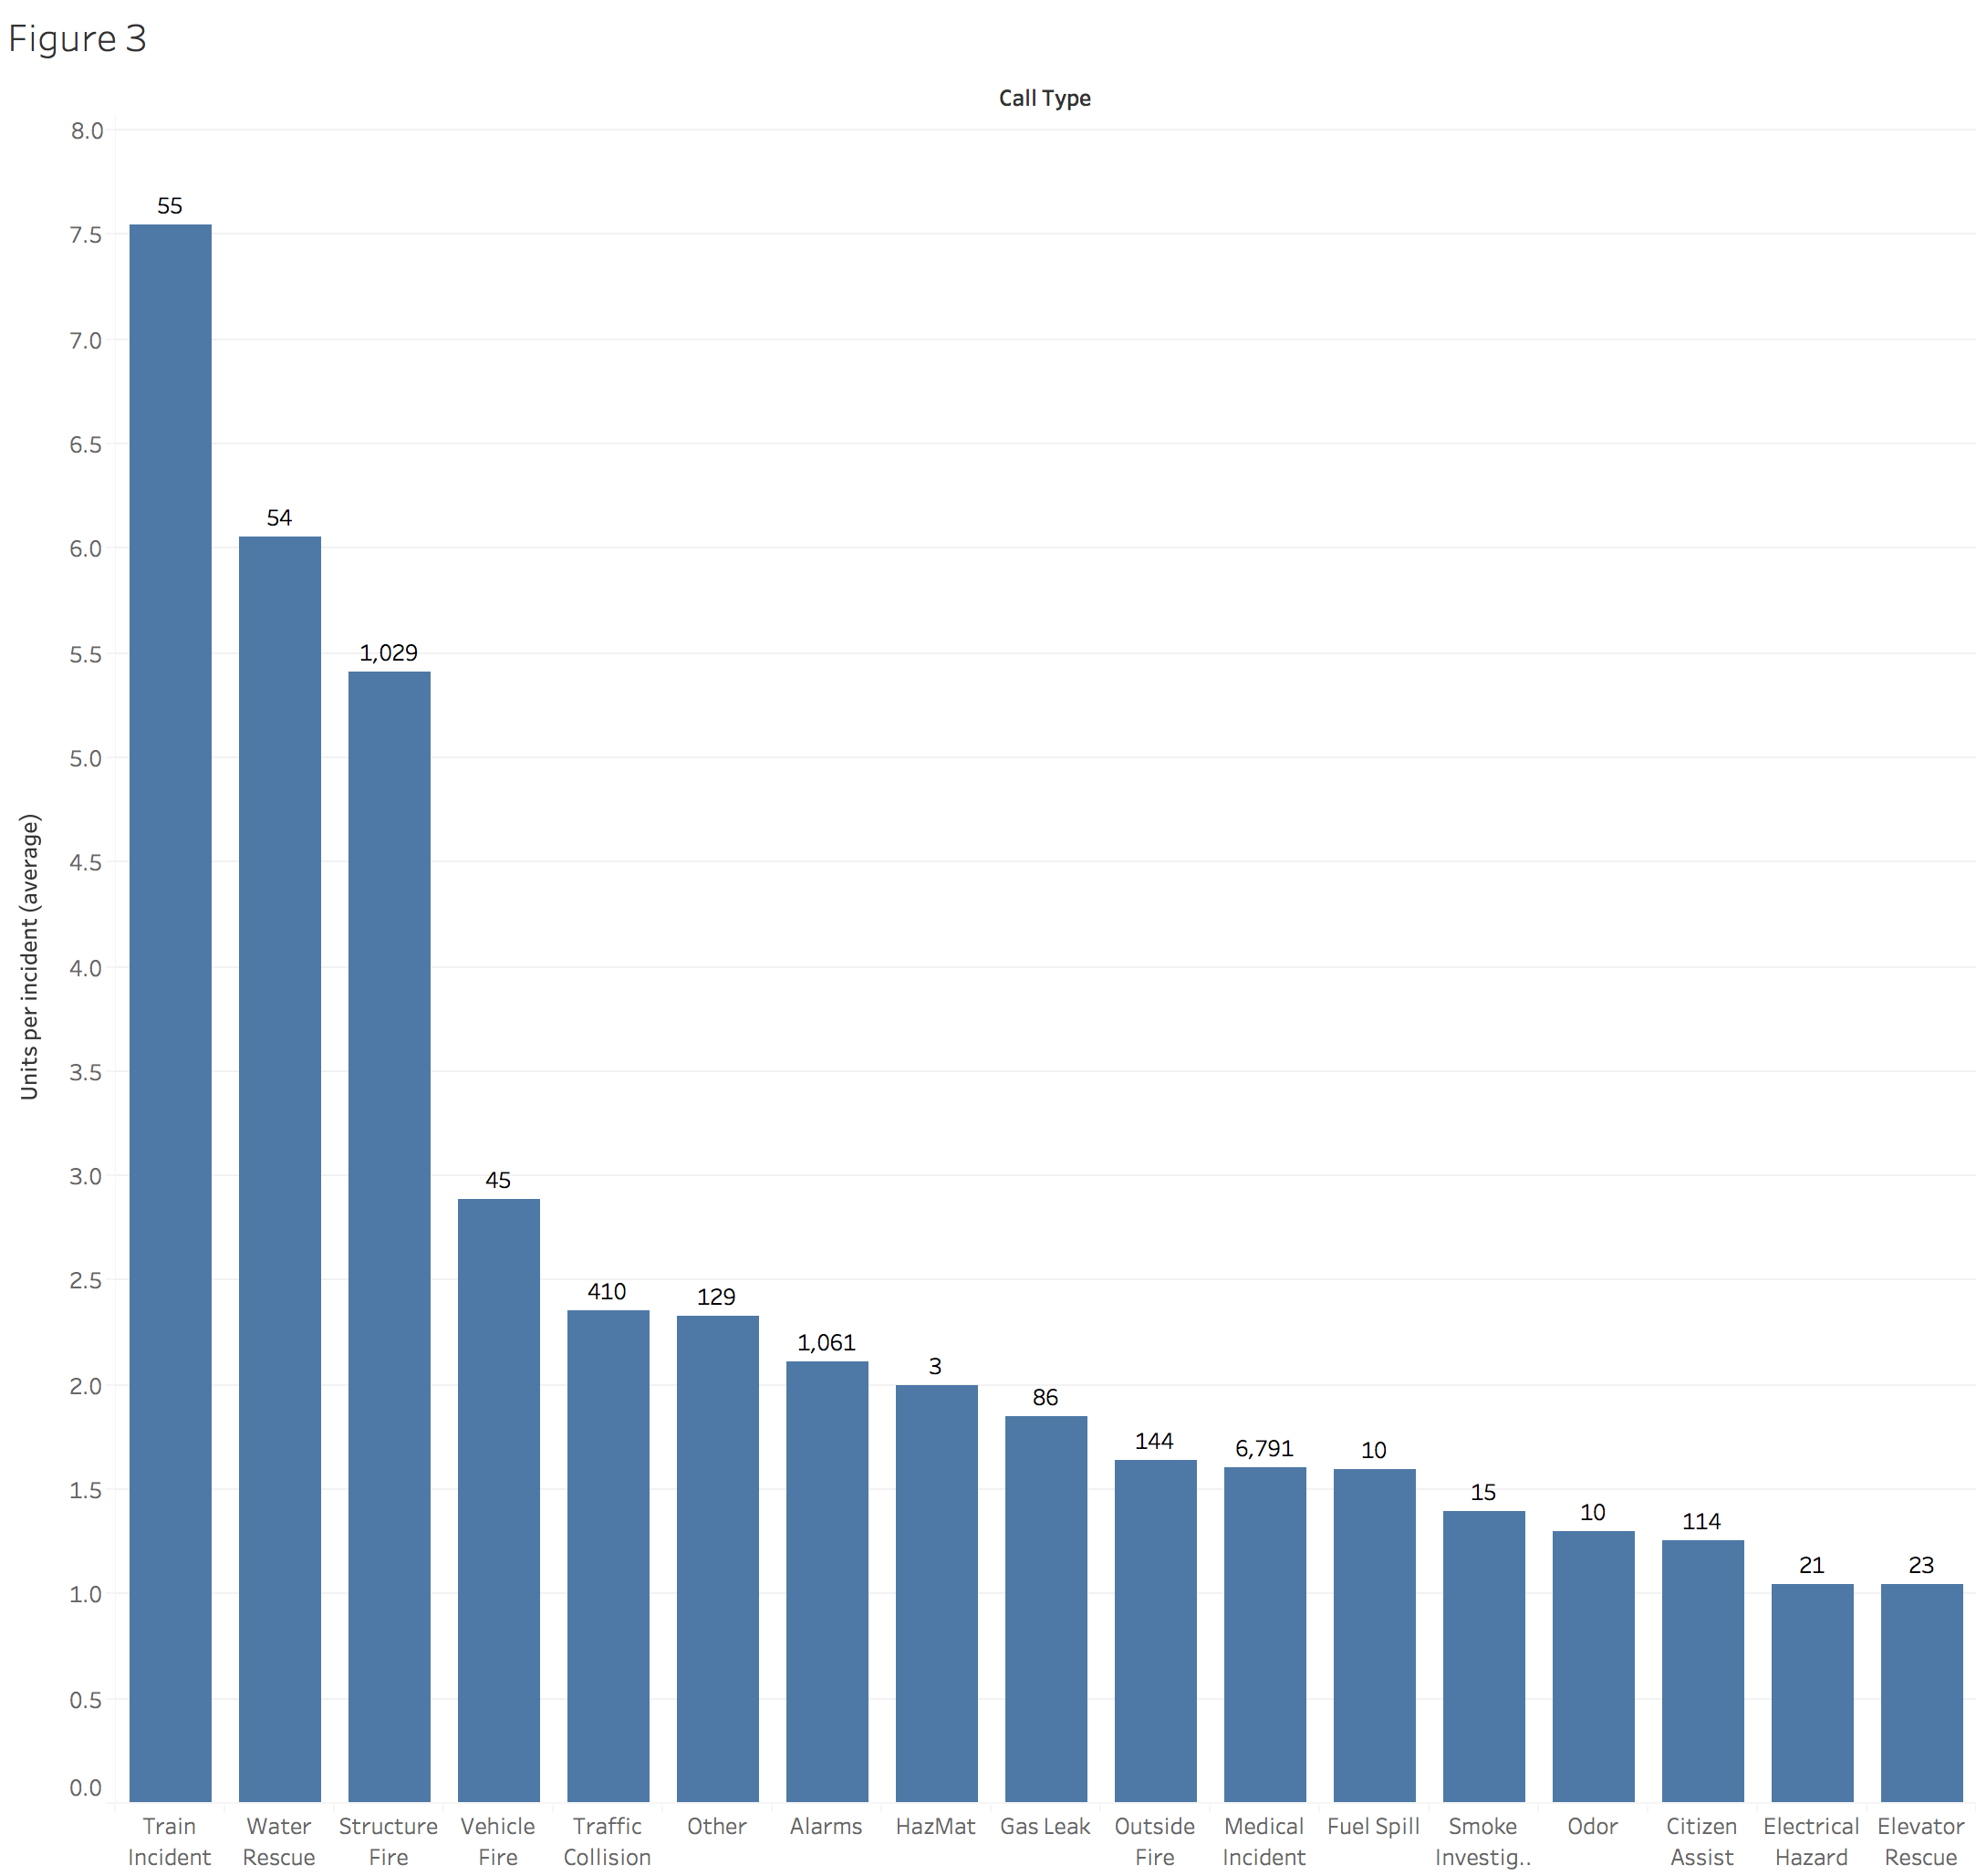 Figure 3
Call Type
8.0
7.5
7.0
6.5
6.0
5.5
5.0
4.5
4.0
3.5
3.0
2.5
2.0
1.5
1.0
0.5
0.0
Units per incident (average)
55
54
1,029
45
410
129
1,061
3
86
144
6,791
10
15
10
114
21
23
Train
Incident
Water
Rescue
Structure
Fire
Vehicle
Fire
Traffic
Collision
Other
Alarms
HazMat
Gas Leak
Outside
Fire
Medical
Incident
Fuel Spill
Smoke
Investig..
Odor
Citizen
Assist
Electrical
Hazard
Elevator
Rescue